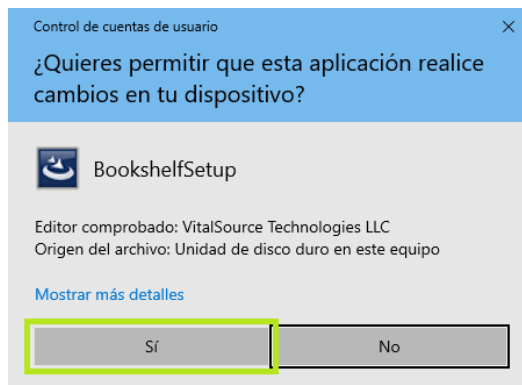 Control de cuentas de usuario
¿Quieres permitir que esta aplicación realice
cambios en tu dispositivo?
BookshelfSetup
Editor comprobado: VitalSource Technologies LLC
Origen del archivo: Unidad de disco duro en este equipo
Mostrar más detalles
Sí
No